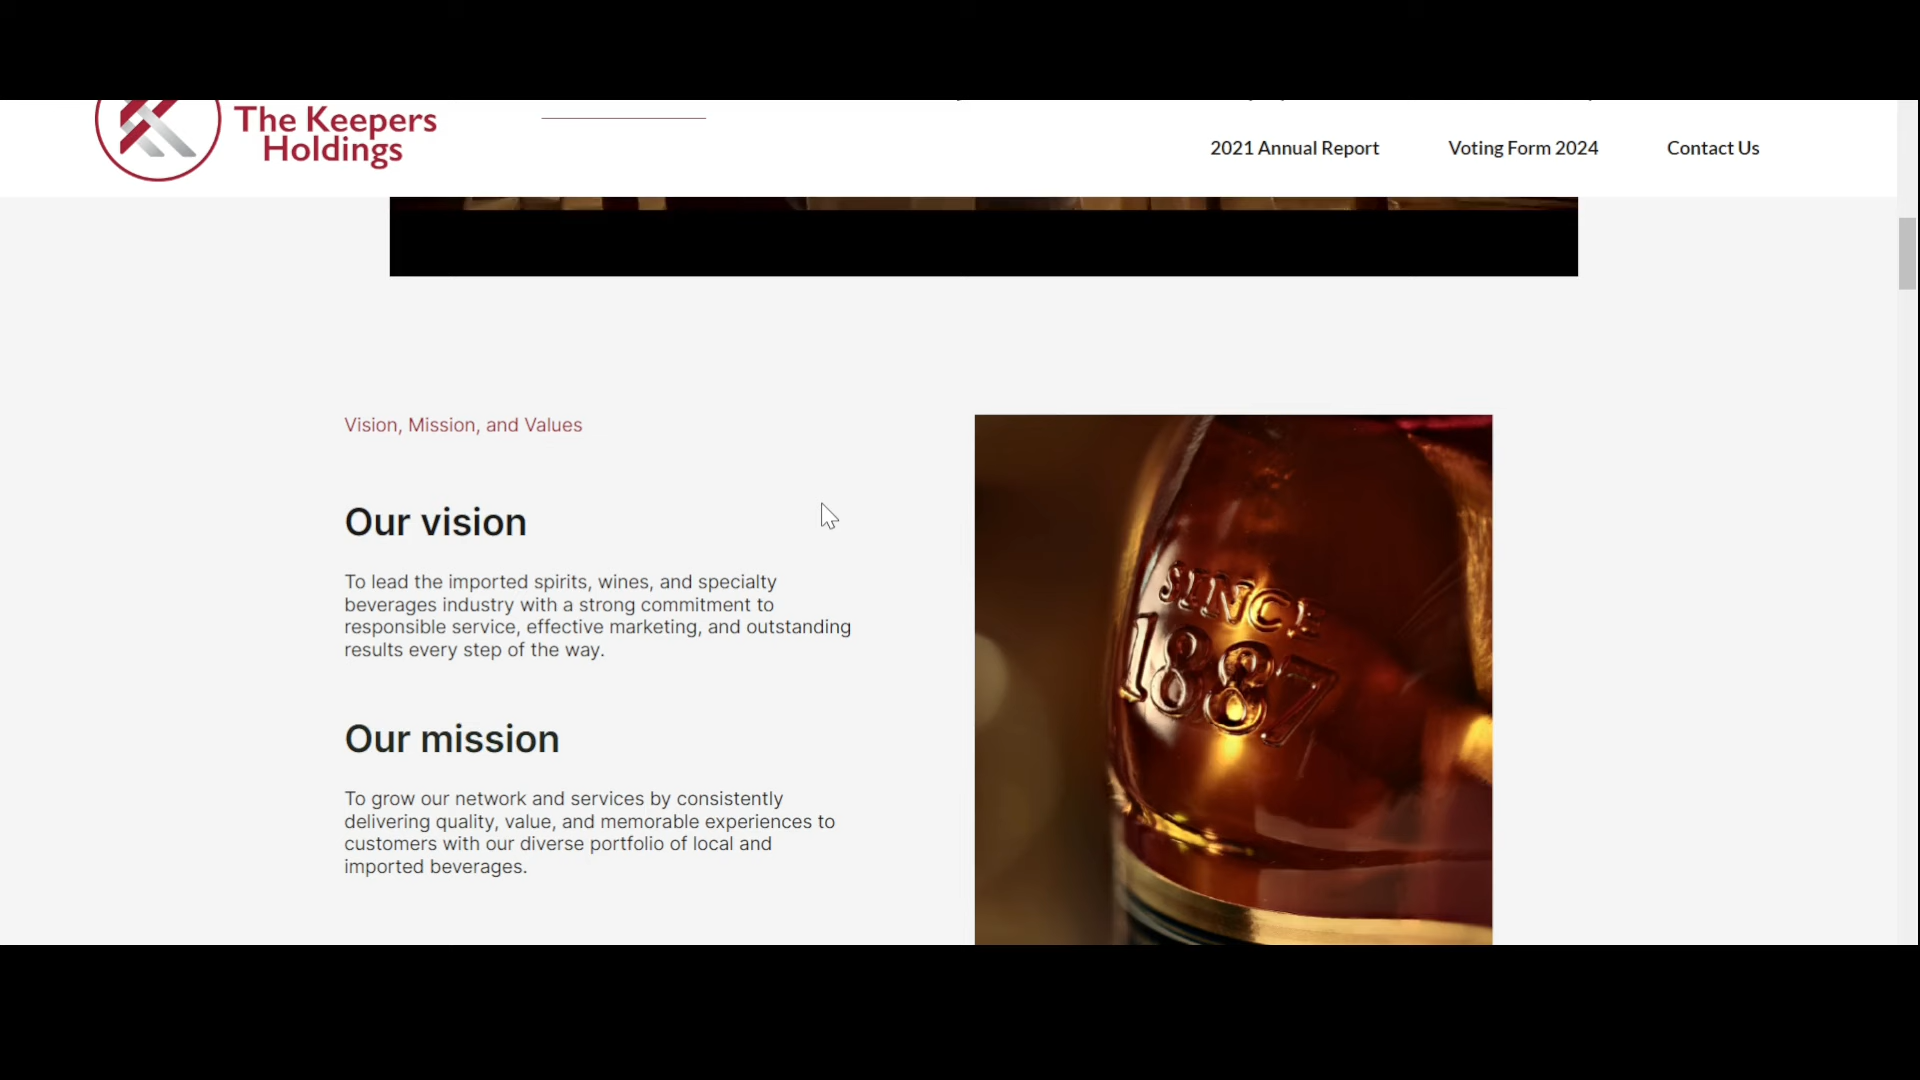 The Keepers
Holdings
2021 Annual Report
Voting Form 2024
Contact Us
Vision, Mission, and Values
Our vision
To lead the imported spirits, wines, and specialty
beverages industry with a strong commitment to
responsible service, effective marketing, and outstanding
results every step of the way.
Our mission
To grow our network and services by consistently
delivering quality, value, and memorable experiences to
customers with our diverse portfolio of local and
imported beverages.
SINCE
1887